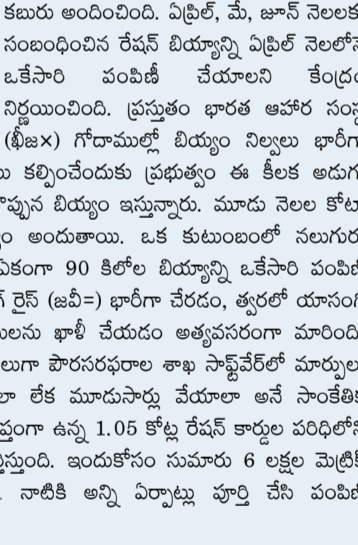 కబురు అందించింది. ఏప్రిల్, మే, జూన్ నెలలక
సంబంధించిన రేషన్ బియ్యాన్ని ఏప్రిల్ నెలలోనే
ఒకేసారి పంపిణీ చేయాలని కేంద్రం
నిర్ణయించింది. ప్రస్తుతం భారత ఆహార సంస్థ
(ఖీజ×) గోదాముల్లో బియ్యం నిల్వలు భారీగా
కల్పించేందుకు ప్రభుత్వం ఈ కీలక అడుగు
ప్పున బియ్యం ఇస్తున్నారు. మూడు నెలల కోటా
అందుతాయి. ఒక కుటుంబంలో నలుగురు
ఏకంగా 90 కిలోల బియ్యాన్ని ఒకేసారి పంపిణీ
రైస్ (జవీ=) భారీగా చేరడం, త్వరలో యాసంగి
లను ఖాళీ చేయడం అత్యవసరంగా మారింది
లుగా పౌరసరఫరాల శాఖ సాఫ్ట్‌వేర్‌లో మార్పుల
లా లేక మూడుసార్లు వేయాలా అనే సాంకేతిక
ప్తంగా ఉన్న 1.05 కోట్ల రేషన్ కార్డుల పరిధిలోని
స్తుంది. ఇందుకోసం సుమారు 6 లక్షల మెట్రిక్
నాటికి అన్ని ఏర్పాట్లు పూర్తి చేసి పంపిణీ